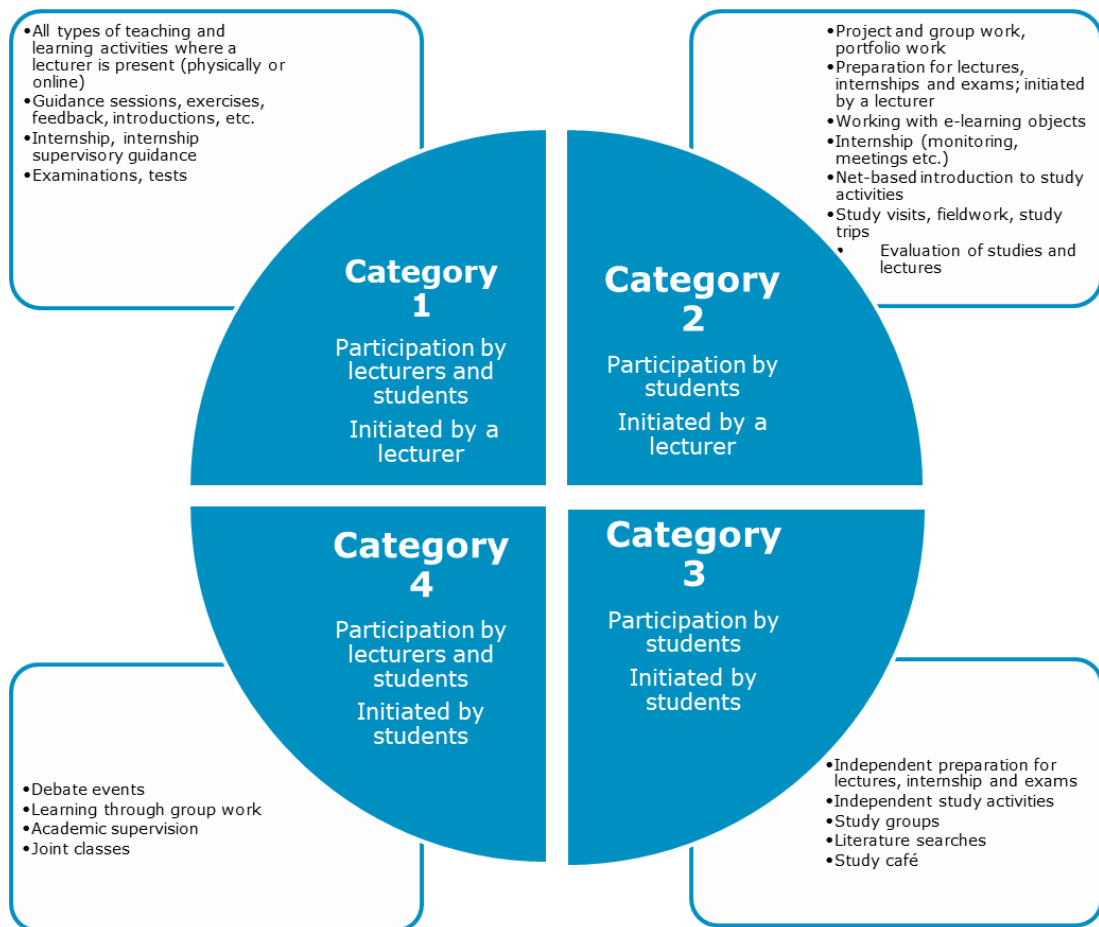 •All types of teaching and
learning activities where a
lecturer is present (physically or
online)
•Guidance sessions, exercises,
feedback, introductions, etc.
•Internship, internship
supervisory guidance
•Examinations, tests
•Project and group work,
portfolio work
•Preparation for lectures,
internships and exams; initiated
by a lecturer
•Working with e-learning objects
•Internship (monitoring,
meetings etc.)
•Net-based introduction to study
activities
•Study visits, fieldwork, study
trips
• Evaluation of studies and
lectures
Category
1
Participation by
lecturers and
students
Initiated by a
lecturer
Category
2
Participation by
students
Initiated by a
lecturer
Category
4
Participation by
lecturers and
students
Initiated by
students
Category
3
Participation by
students
Initiated by
students
•Debate events
•Learning through group work
•Academic supervision
•Joint classes
•Independent preparation for
lectures, internship and exams
•Independent study activities
•Study groups
•Literature searches
•Study café